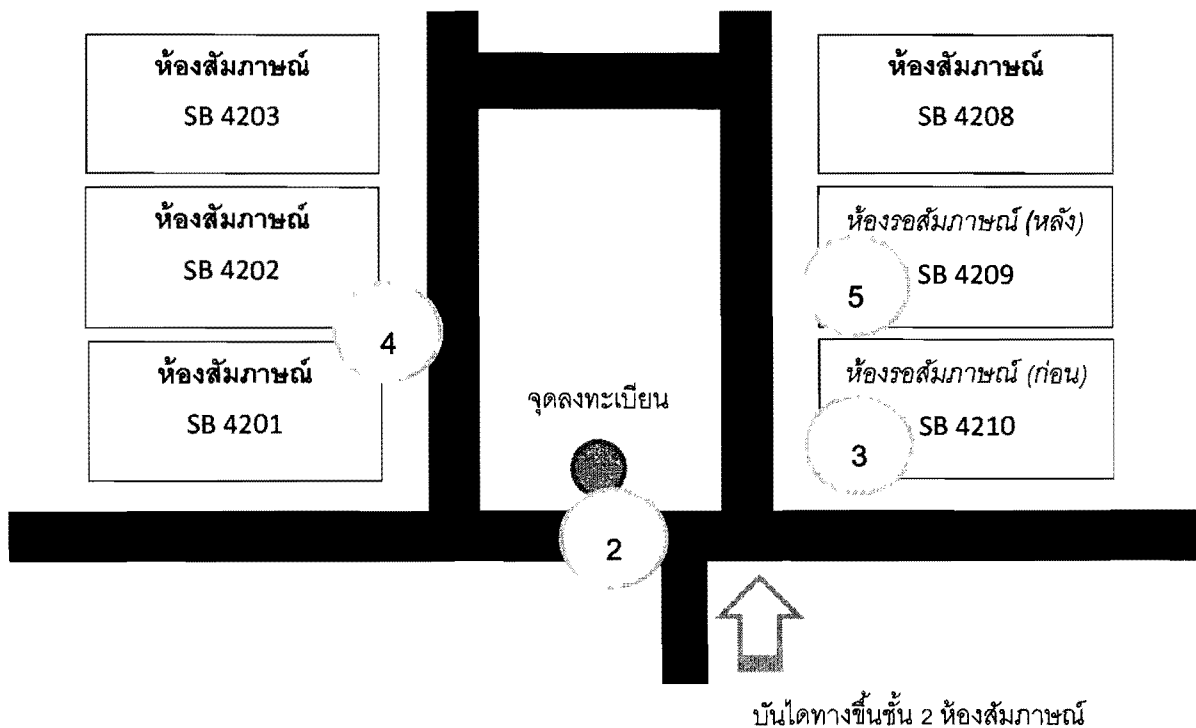 ห้องสัมภาษณ์
SB 4203
ห้องสัมภาษณ์
SB 4202
4
ห้องสัมภาษณ์
SB 4201
จุดลงทะเบียน
2
ห้องสัมภาษณ์
SB 4208
ห้องรอสัมภาษณ์ (หลัง)
SB 4209
5
ห้องรอสัมภาษณ์ (ก่อน)
SB 4210
3
บันไดทางขึ้นชั้น 2 ห้องสัมภาษณ์